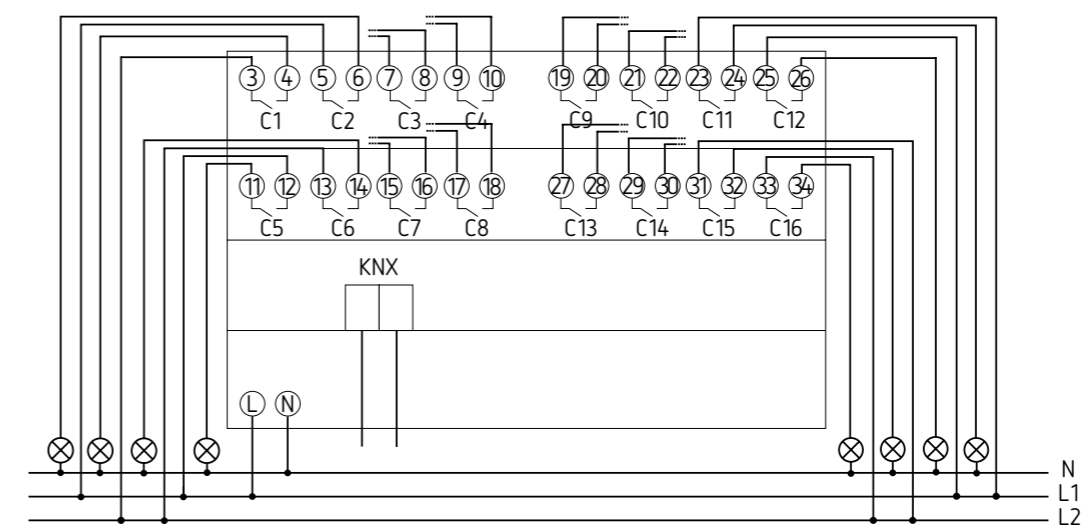 3 4 5 6 7 8 9 10 19 20 21 22 23 24 25 26
C1 C2 C3 C4 C9 C10 C11 C12
11 12 13 14 15 16 17 18 27 28 29 30 31 32 33 34
C5 C6 C7 C8 C13 C14 C15 C16
KNX
L N
N
L1
L2